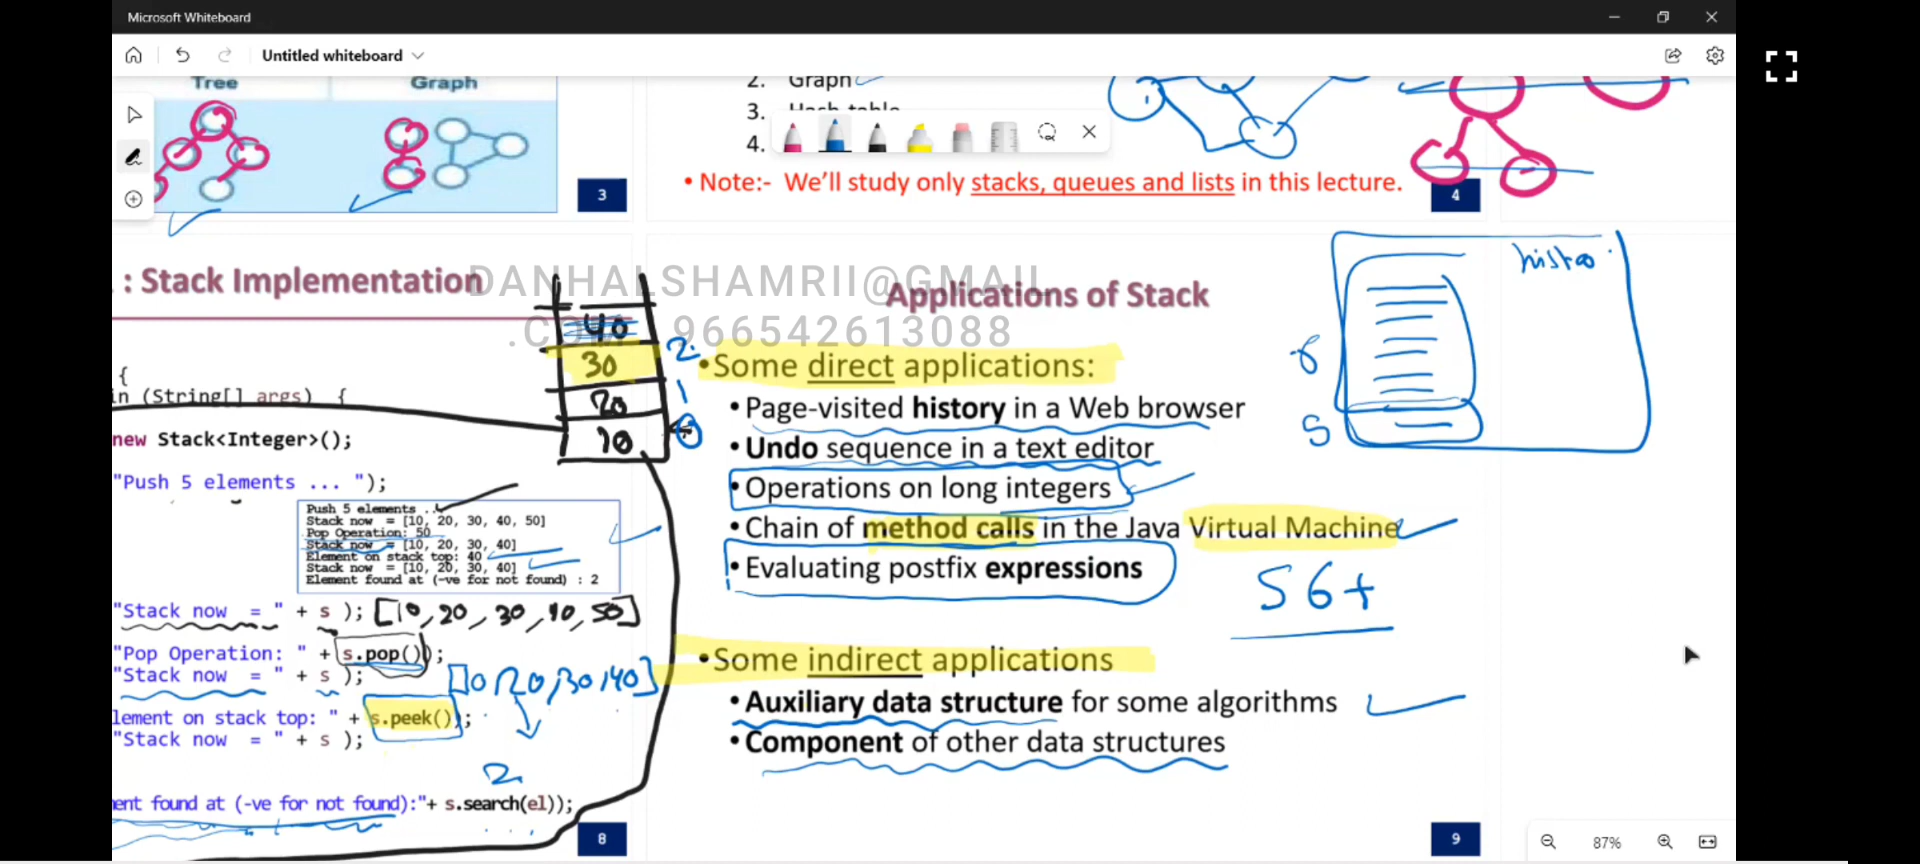 Microsoft Whiteboard
Untitled whiteboard
Tree
Graph
3
2. Graph
3. Hash table
4.
• Note:- We'll study only stacks, queues and lists in this lecture.
4
: Stack Implementation
{
in (String[] args) {
new Stack<Integer>();
"Push 5 elements ... ");
Push 5 elements ...
Stack now = [10, 20, 30, 40, 50]
Pop Operation: 50
Stack now = [10, 20, 30, 40]
Element on stack top: 40
Stack now = [10, 20, 30, 40]
Element found at (-ve for not found) : 2
"Stack now = " + s ); [10, 20, 30, 40, 50]
"Pop Operation: " + s.pop());
"Stack now = " + s ); [10, 20, 30, 40]
lement on stack top: " + s.peek());
"Stack now = " + s );
2
ent found at (-ve for not found):"+ s.search(el));
8
40
30 2
20 1
10 0
DANHALSHAMRII@GMAIL
.COM 966542613088
Applications of Stack
• Some direct applications:
• Page-visited history in a Web browser
• Undo sequence in a text editor
• Operations on long integers
• Chain of method calls in the Java Virtual Machine
• Evaluating postfix expressions
5 6 +
• Some indirect applications
• Auxiliary data structure for some algorithms
• Component of other data structures
9
87%